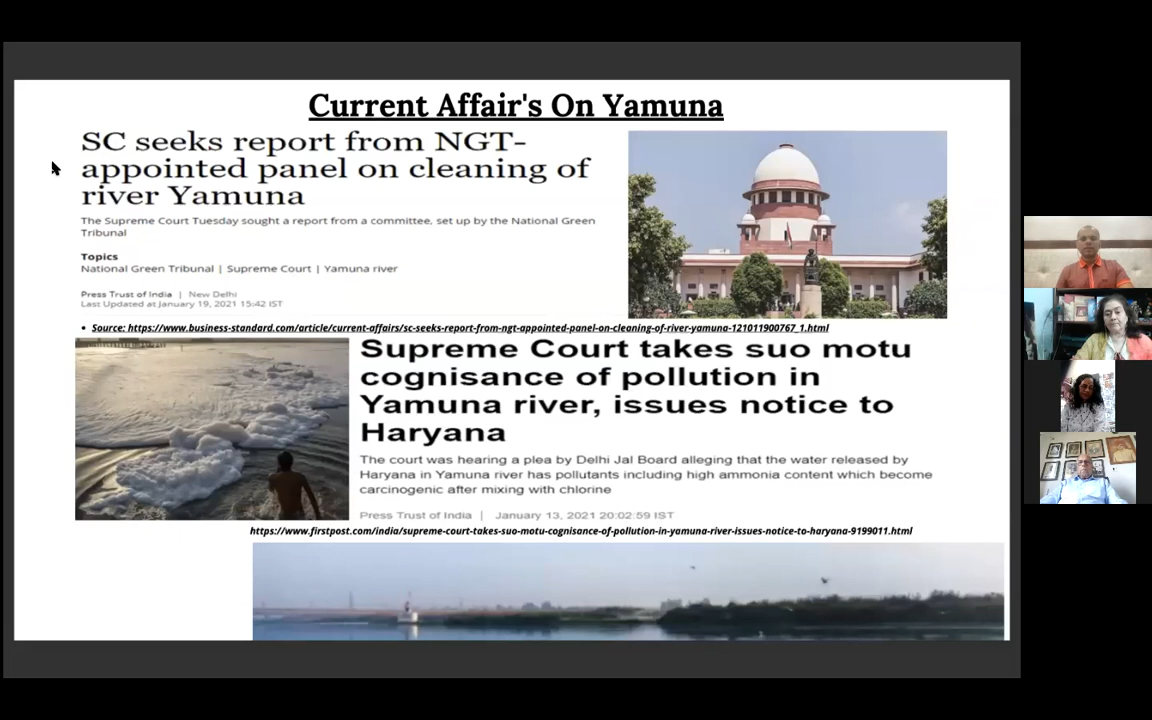 Current Affair's On Yamuna
SC seeks report from NGT-
appointed panel on cleaning of
river Yamuna
The Supreme Court Tuesday sought a report from a committee, set up by the National Green
Tribunal
Topics
National Green Tribunal | Supreme Court | Yamuna river
Press Trust of India | New Delhi
Last Updated at January 19, 2021 15:42 IST
• Source: https://www.business-standard.com/article/current-affairs/sc-seeks-report-from-ngt-appointed-panel-on-cleaning-of-river-yamuna-121011900767_1.html
Supreme Court takes suo motu
cognisance of pollution in
Yamuna river, issues notice to
Haryana
The court was hearing a plea by Delhi Jal Board alleging that the water released by
Haryana in Yamuna river has pollutants including high ammonia content which become
carcinogenic after mixing with chlorine
Press Trust of India | January 13, 2021 20:02:59 IST
https://www.firstpost.com/india/supreme-court-takes-suo-motu-cognisance-of-pollution-in-yamuna-river-issues-notice-to-haryana-9199011.html